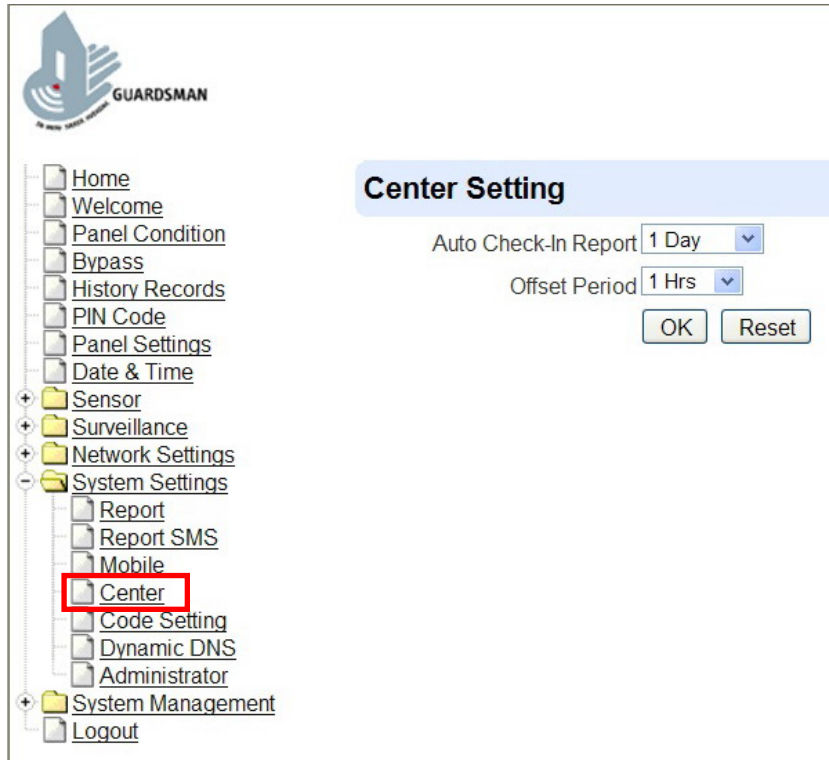 GUARDSMAN
Home
Welcome
Panel Condition
Bypass
History Records
PIN Code
Panel Settings
Date & Time
Sensor
Surveillance
Network Settings
System Settings
Report
Report SMS
Mobile
Center
Code Setting
Dynamic DNS
Administrator
System Management
Logout
Center Setting
Auto Check-In Report 1 Day
Offset Period 1 Hrs
OK Reset